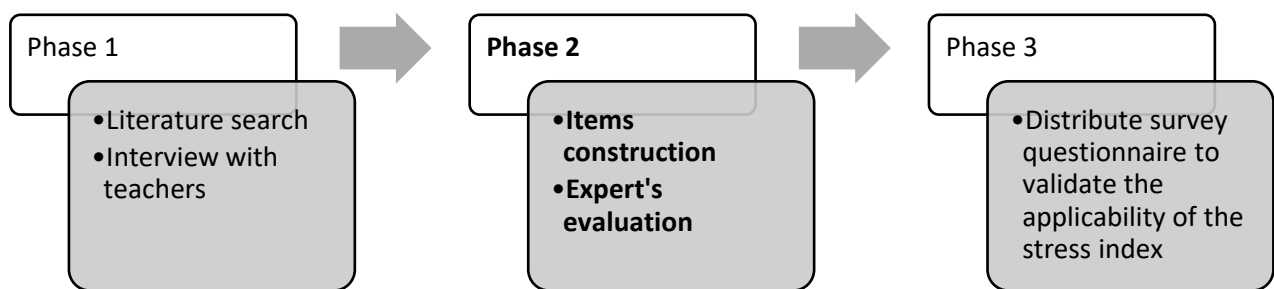 Phase 1
•Literature search
•Interview with
teachers
Phase 2
•Items
construction
•Expert's
evaluation
Phase 3
•Distribute survey
questionnaire to
validate the
applicability of the
stress index